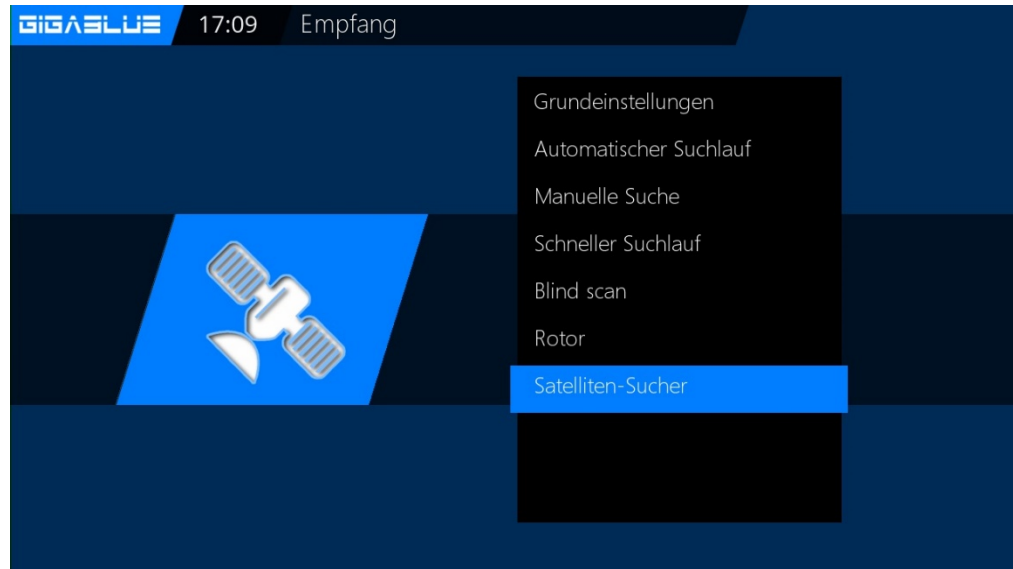 GIGABLUE 17:09 Empfang
Grundeinstellungen
Automatischer Suchlauf
Manuelle Suche
Schneller Suchlauf
Blind scan
Rotor
Satelliten-Sucher